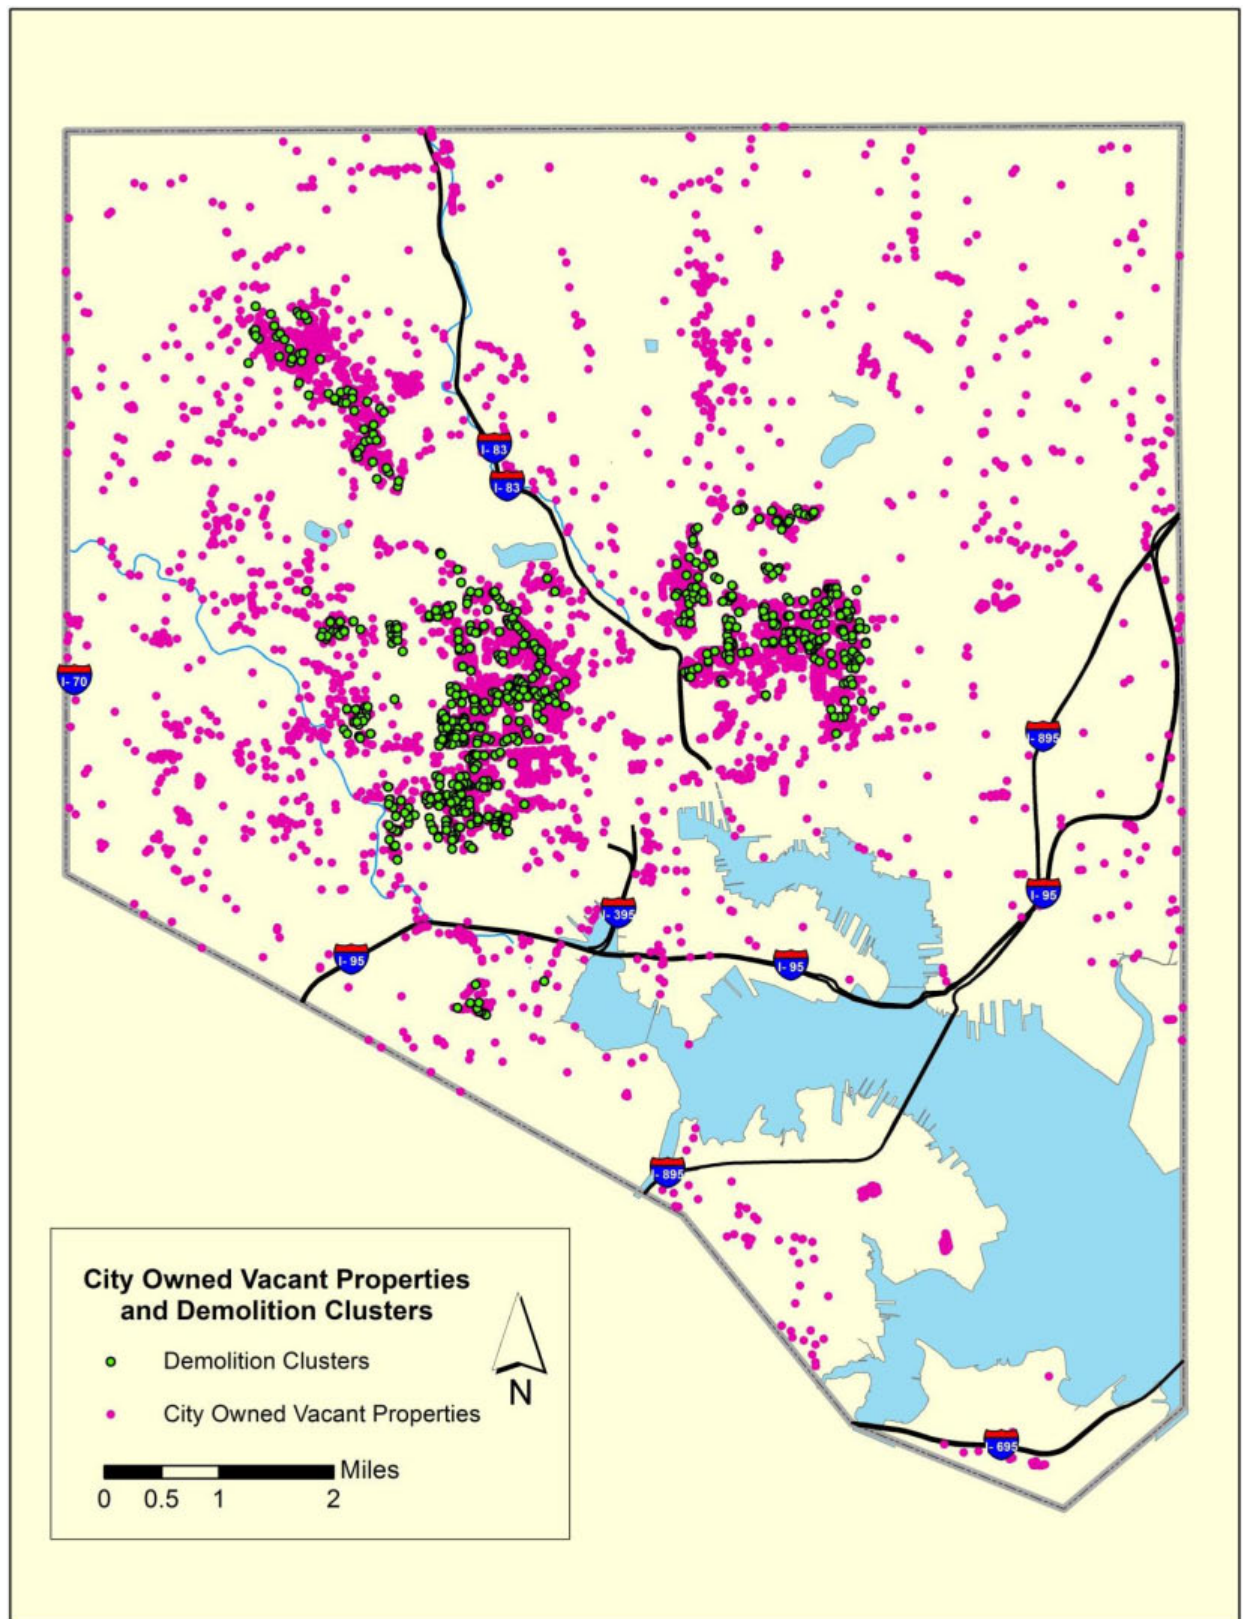 I- 83
I- 83
I- 70
I- 895
I- 95
I- 395
I- 95
I- 95
I- 895
City Owned Vacant Properties
and Demolition Clusters
Demolition Clusters
N
City Owned Vacant Properties
I- 695
Miles
0 0.5 1 2